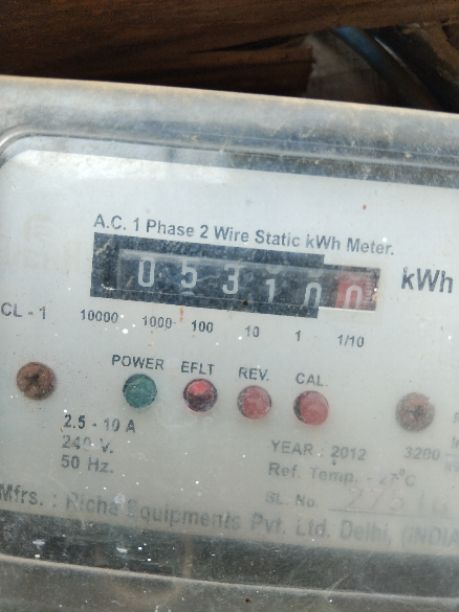 A.C. 1 Phase 2 Wire Static kWh Meter.
0 5 3 1 0 0 kWh
CL - 1 10000 1000 100 10 1 1/10
POWER EFLT REV. CAL.
2.5 - 10 A
240 V.
50 Hz.
YEAR : 2012 3200
Ref. Temp. - 27°C
SL. No.
Mfrs. : Richa Equipments Pvt. Ltd. Delhi, (INDIA